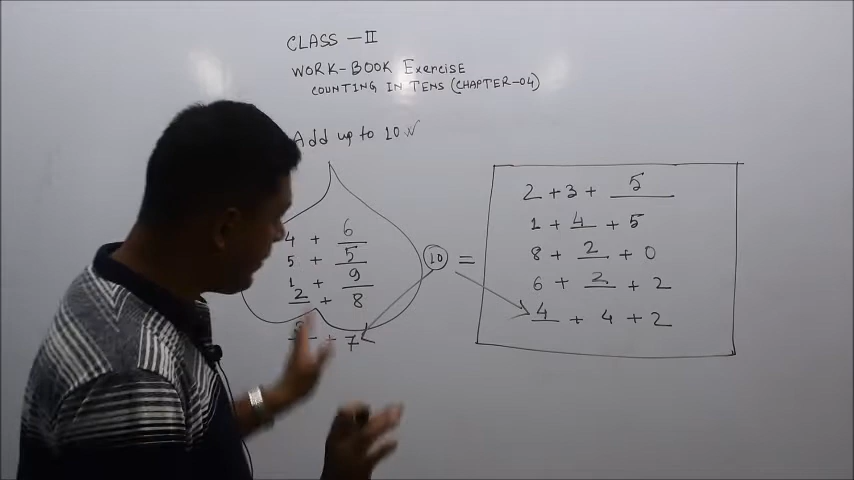 CLASS - II
WORK-BOOK Exercise
COUNTING IN TENS (CHAPTER-04)
Add up to 10 ✓
4 + 6
5 + 5
1 + 9
2 + 8
+ 7
10 =
2 + 3 + 5
1 + 4 + 5
8 + 2 + 0
6 + 2 + 2
4 + 4 + 2